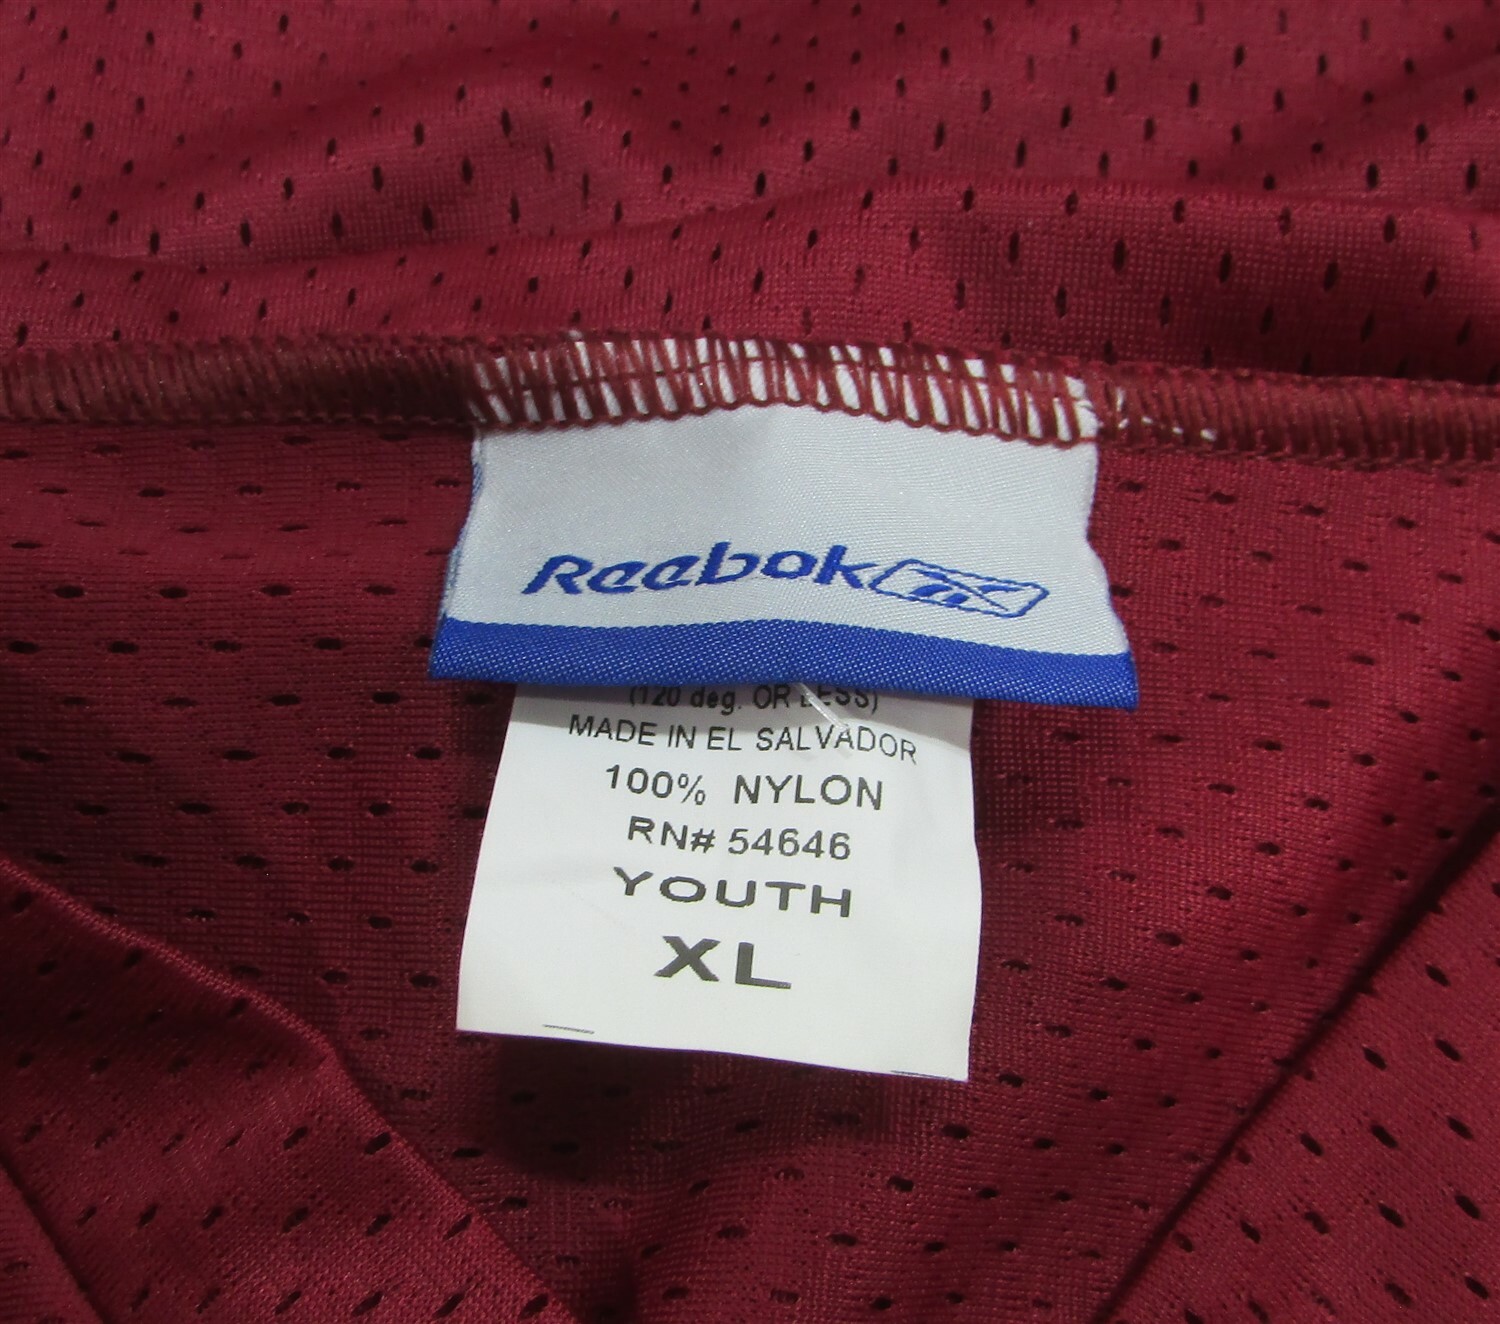 Reebok
(120 deg. OR LESS)
MADE IN EL SALVADOR
100% NYLON
RN# 54646
YOUTH
XL